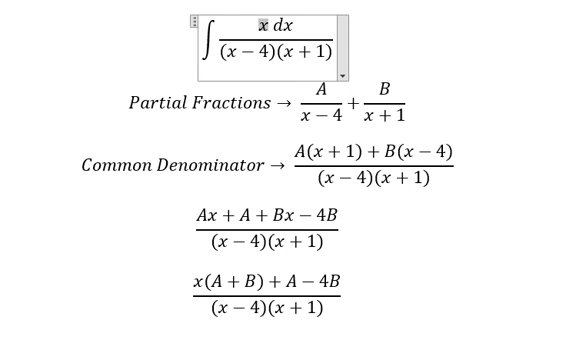 ∫ x dx / (x − 4)(x + 1)
Partial Fractions → A / x − 4 + B / x + 1
Common Denominator → A(x + 1) + B(x − 4) / (x − 4)(x + 1)
Ax + A + Bx − 4B / (x − 4)(x + 1)
x(A + B) + A − 4B / (x − 4)(x + 1)